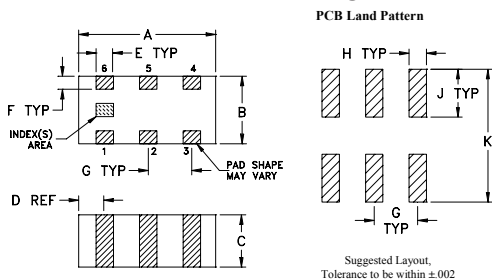 PCB Land Pattern
A
E TYP
H TYP
6 5 4
F TYP
J TYP
B
K
INDEX(S)
AREA
1 2 3
G TYP
PAD SHAPE
MAY VARY
D REF
G
TYP
C
Suggested Layout,
Tolerance to be within ±.002